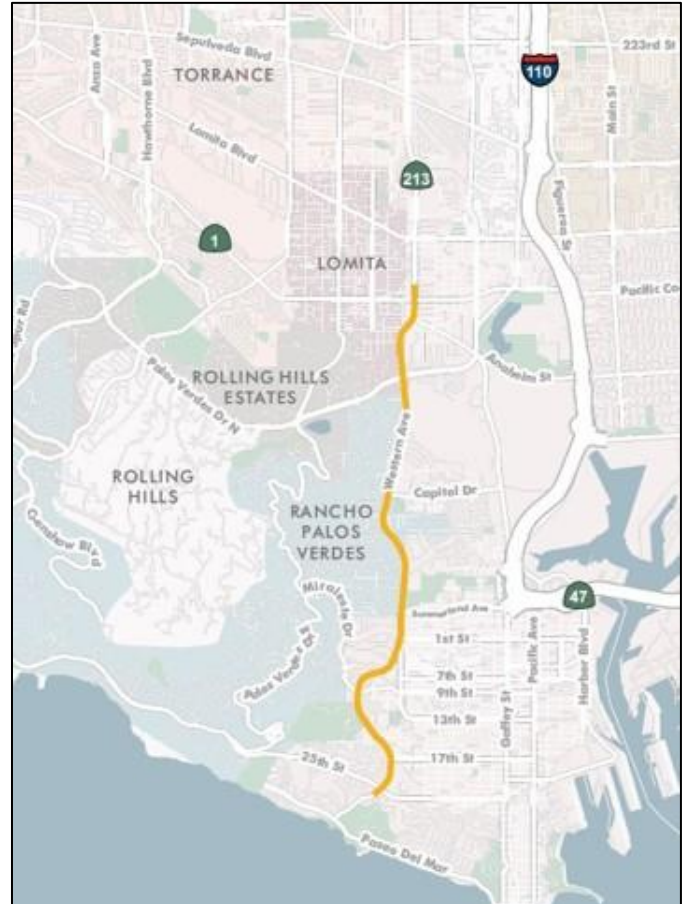 Sepulveda Blvd
223rd St
TORRANCE
Anza Ave
Hawthorne Blvd
110
Main St
Lomita Blvd
213
Figueroa St
1
LOMITA
Pacific Co
Anaheim St
ROLLING HILLS
ESTATES
Palos Verdes Dr N
Western Ave
ROLLING
HILLS
Capitol Dr
RANCHO
PALOS
VERDES
Miraleste Dr
47
Summerland Ave
1st St
Pacific Ave
Harbor Blvd
7th St
9th St
Palos Verdes Dr E
13th St
Gaffey St
25th St
17th St
Paseo Del Mar